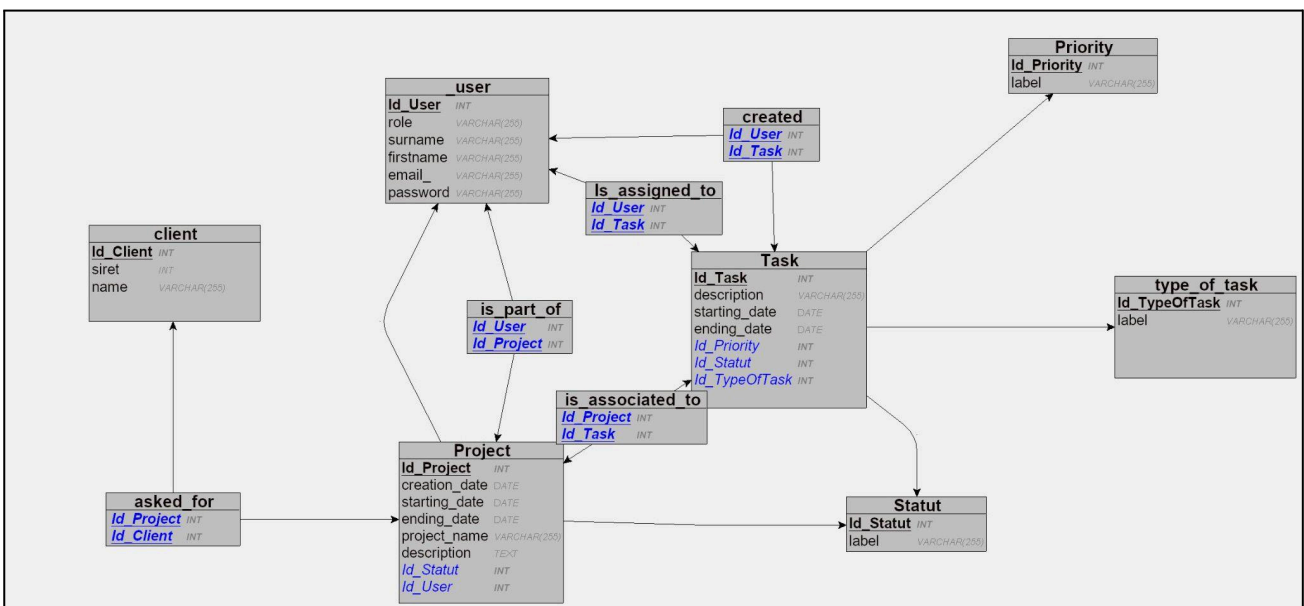 Priority
Id_Priority INT
label VARCHAR(255)
_user
Id_User INT
role VARCHAR(255)
surname VARCHAR(255)
firstname VARCHAR(255)
email_ VARCHAR(255)
password VARCHAR(255)
created
Id_User INT
Id_Task INT
Is_assigned_to
Id_User INT
Id_Task INT
client
Id_Client INT
siret INT
name VARCHAR(255)
Task
Id_Task INT
description VARCHAR(255)
starting_date DATE
ending_date DATE
Id_Priority INT
Id_Statut INT
Id_TypeOfTask INT
type_of_task
Id_TypeOfTask INT
label VARCHAR(255)
is_part_of
Id_User INT
Id_Project INT
is_associated_to
Id_Project INT
Id_Task INT
Project
Id_Project INT
creation_date DATE
starting_date DATE
ending_date DATE
project_name VARCHAR(255)
description TEXT
Id_Statut INT
Id_User INT
asked_for
Id_Project INT
Id_Client INT
Statut
Id_Statut INT
label VARCHAR(255)